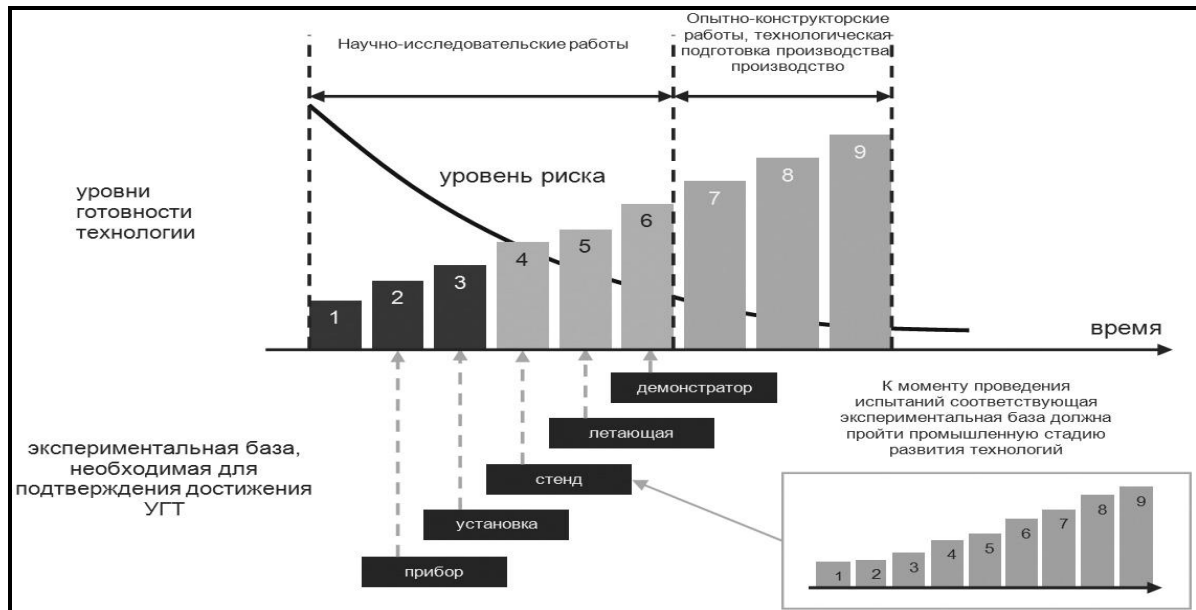 Научно-исследовательские работы
Опытно-конструкторские
работы, технологическая
подготовка производства
производство
уровни
готовности
технологии
уровень риска
1
2
3
4
5
6
7
8
9
время
демонстратор
летающая
стенд
установка
прибор
экспериментальная база,
необходимая для
подтверждения достижения
УГТ
К моменту проведения
испытаний соответствующая
экспериментальная база должна
пройти промышленную стадию
развития технологий
1
2
3
4
5
6
7
8
9